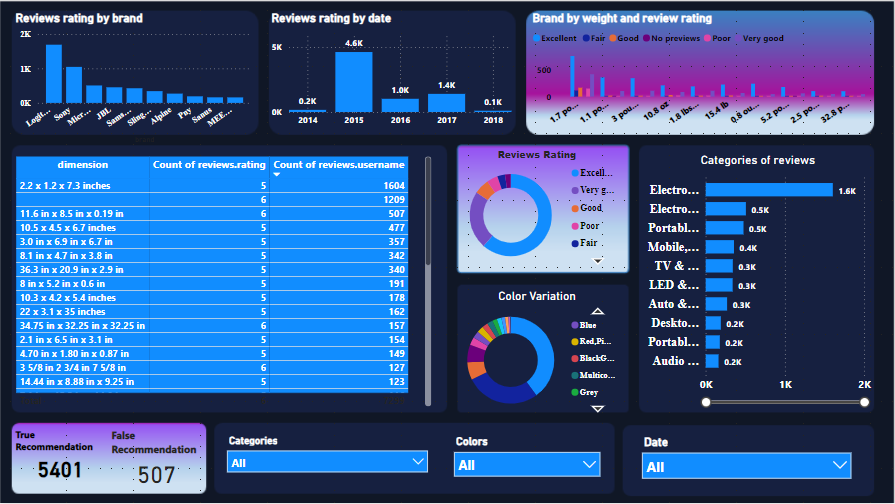 Reviews rating by brand
2K
1K
0K
Logit...
Sony
Micr...
JBL
Sams...
Sling...
Alpine
Pny
Sanus
MEE...
Reviews rating by date
5K
0K
0.2K
4.6K
1.0K
1.4K
0.1K
2014
2015
2016
2017
2018
Brand by weight and review rating
Excellent Fair Good No previews Poor Very good
500
0
1.7 po...
1.1 po...
3 pou...
10.8 oz
1.8 lbs...
15.4 lb
0.8 ou...
5.2 po...
2.5 po...
32.8 p...
dimension Count of reviews.rating Count of reviews.username
2.2 x 1.2 x 7.3 inches 5 1604
6 1209
11.6 in x 8.5 in x 0.19 in 6 507
10.5 x 4.5 x 6.7 inches 5 477
3.0 in x 6.9 in x 6.7 in 5 357
8.1 in x 4.7 in x 3.8 in 5 342
36.3 in x 20.9 in x 2.9 in 5 340
8 in x 5.2 in x 0.6 in 5 191
10.3 x 4.2 x 5.4 inches 5 178
22 x 3.1 x 35 inches 5 162
34.75 in x 32.25 in x 32.25 in 6 157
2.1 in x 6.5 in x 3.1 in 5 154
4.70 in x 1.80 in x 0.87 in 5 149
3 5/8 in 2 3/4 in 7 5/8 in 6 127
14.44 in x 8.88 in x 9.25 in 5 123
Reviews Rating
Excell...
Very g...
Good
Poor
Fair
Color Variation
Blue
Red,Pi...
BlackG...
Multico...
Grey
Categories of reviews
Electro... 1.6K
Electro... 0.5K
Portabl... 0.5K
Mobile,... 0.4K
TV & ... 0.3K
LED &... 0.3K
Auto &... 0.3K
Deskto... 0.2K
Portabl... 0.2K
Audio ... 0.2K
0K 1K 2K
True Recommendation
5401
False Recommendation
507
Categories
All
Colors
All
Date
All